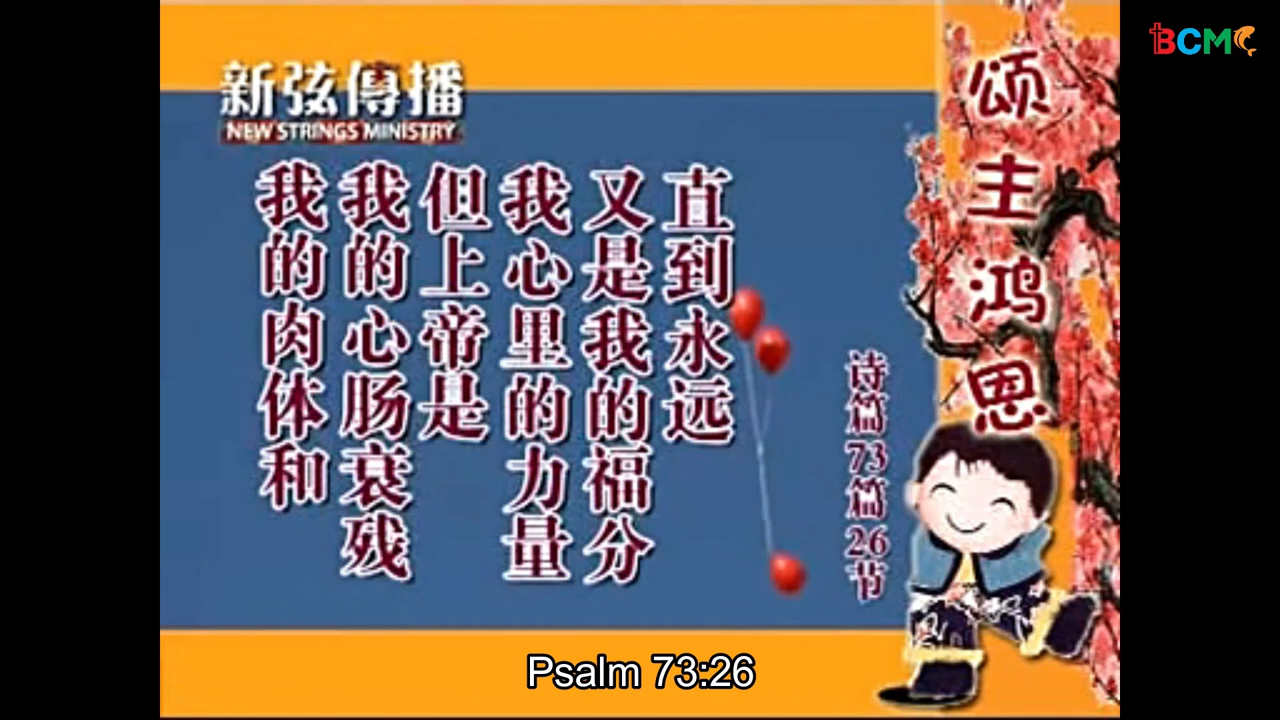 BCM
新弦傳播
NEW STRINGS MINISTRY
颂主鸿恩
我的肉体和
我的心肠衰残
但上帝是
我心里的力量
又是我的福分
直到永远
诗篇73篇26节
Psalm 73:26